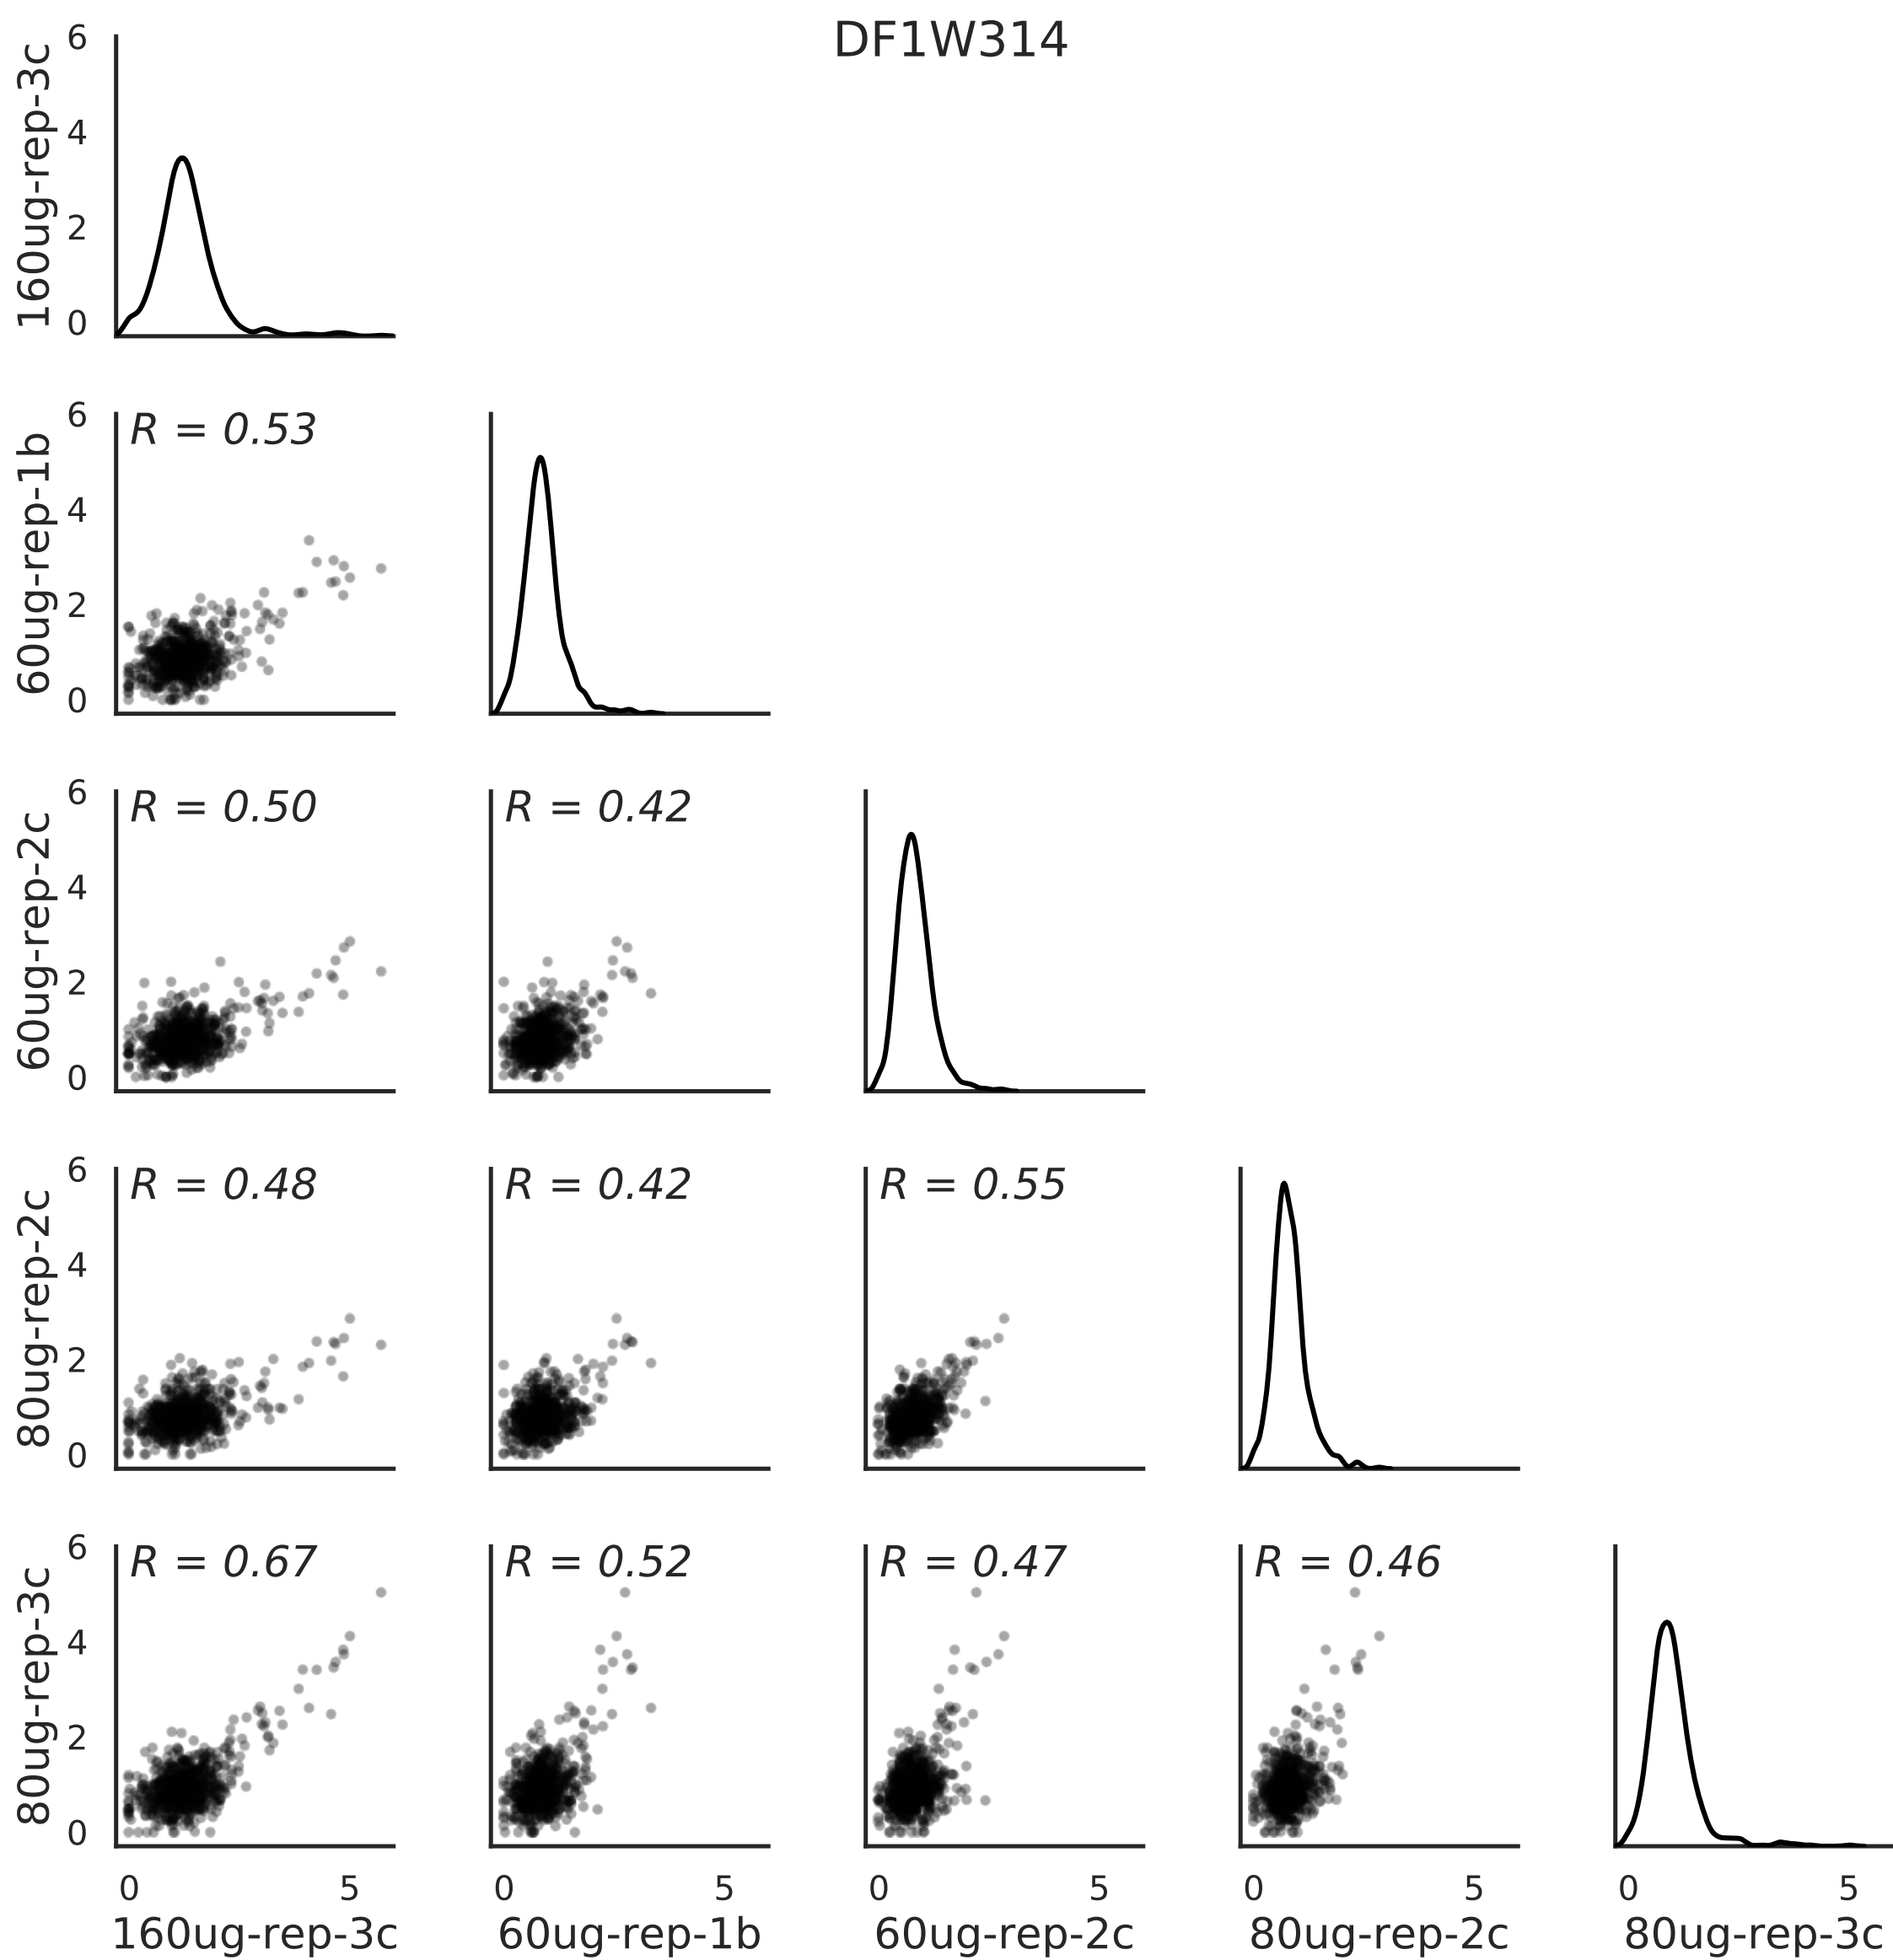 DF1W314
160ug-rep-3c
6
4
2
0
60ug-rep-1b
6
4
2
0
R = 0.53
60ug-rep-2c
6
4
2
0
R = 0.50
R = 0.42
80ug-rep-2c
6
4
2
0
R = 0.48
R = 0.42
R = 0.55
80ug-rep-3c
6
4
2
0
R = 0.67
R = 0.52
R = 0.47
R = 0.46
0 5 0 5 0 5 0 5 0 5
160ug-rep-3c 60ug-rep-1b 60ug-rep-2c 80ug-rep-2c 80ug-rep-3c